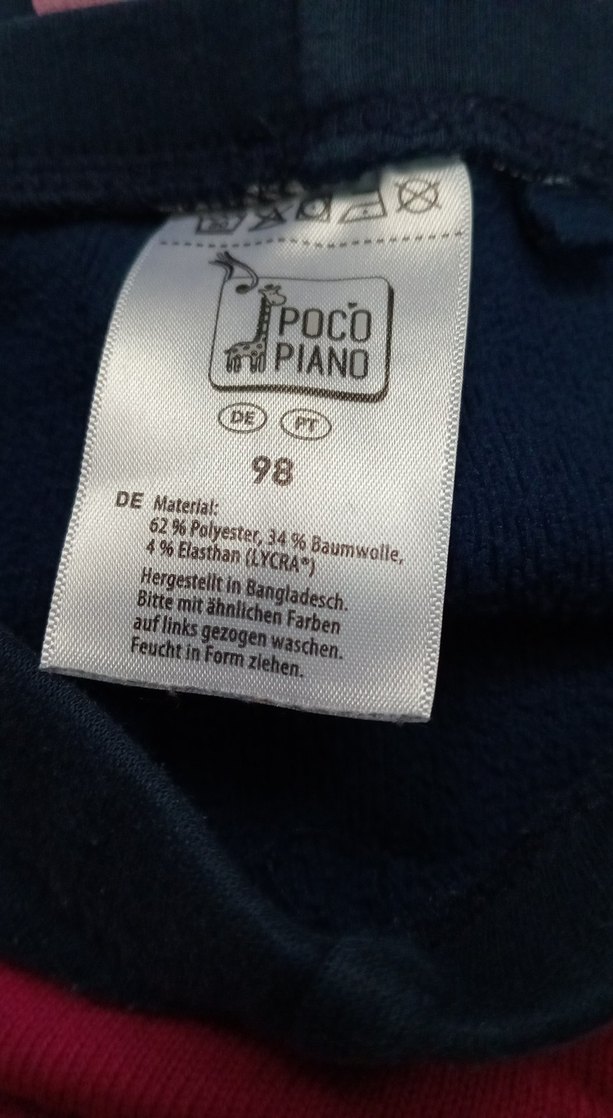 POCO
PIANO
DE PT
98
DE Material:
62 % Polyester, 34 % Baumwolle,
4 % Elasthan (LYCRA®)
Hergestellt in Bangladesch.
Bitte mit ähnlichen Farben
auf links gezogen waschen.
Feucht in Form ziehen.